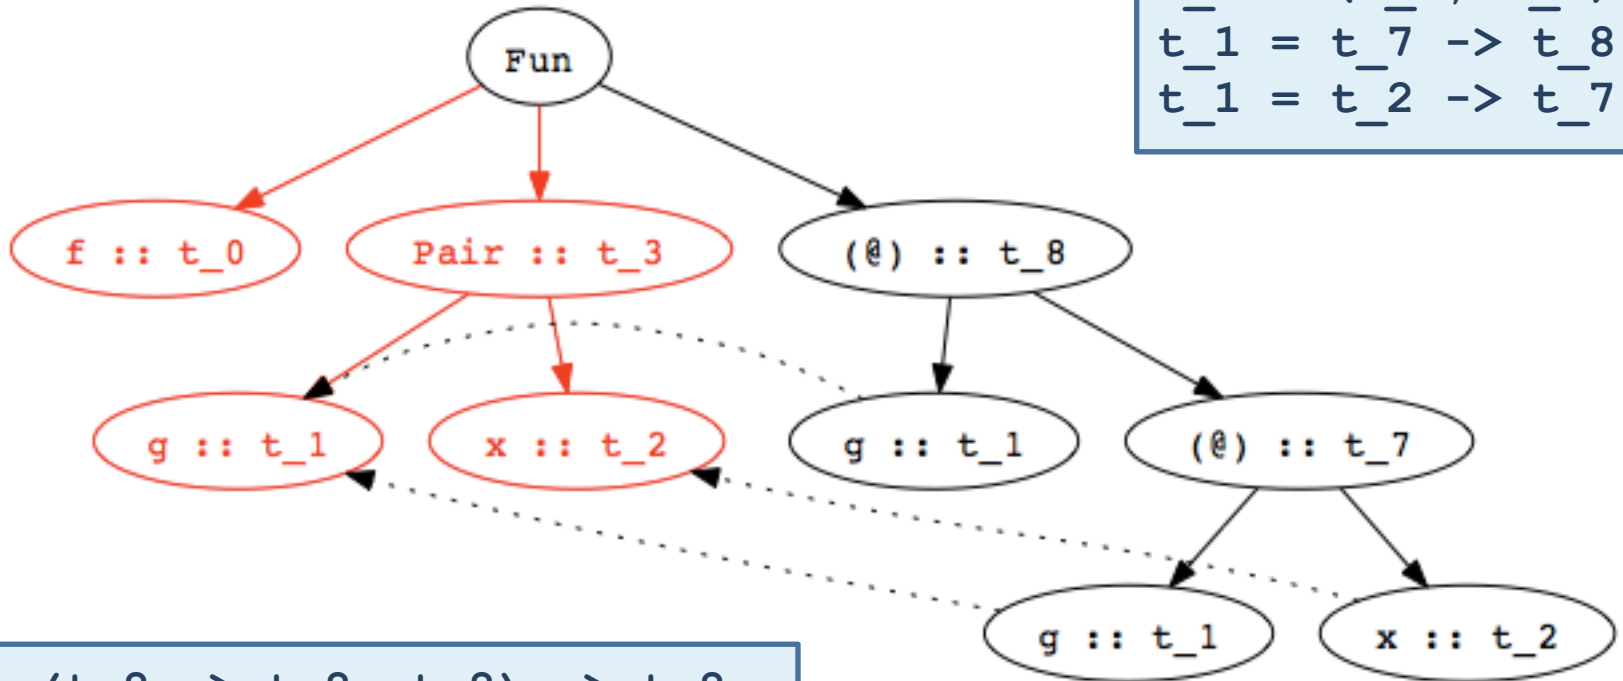 Fun
t_1 = t_7 -> t_8
t_1 = t_2 -> t_7
f :: t_0
Pair :: t_3
(@) :: t_8
g :: t_1
x :: t_2
g :: t_1
(@) :: t_7
g :: t_1
x :: t_2